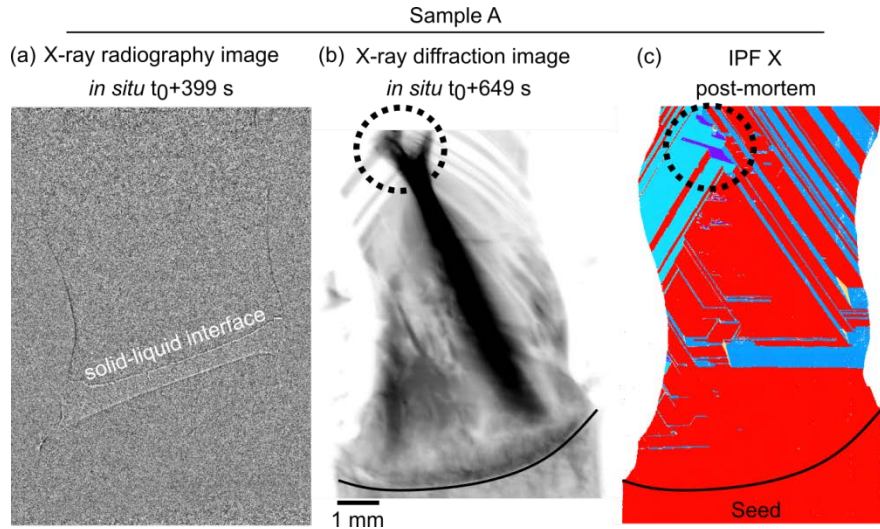 Sample A
(a) X-ray radiography image
in situ t0+399 s
(b) X-ray diffraction image
in situ t0+649 s
(c) IPF X
post-mortem
solid-liquid interface
1 mm
Seed